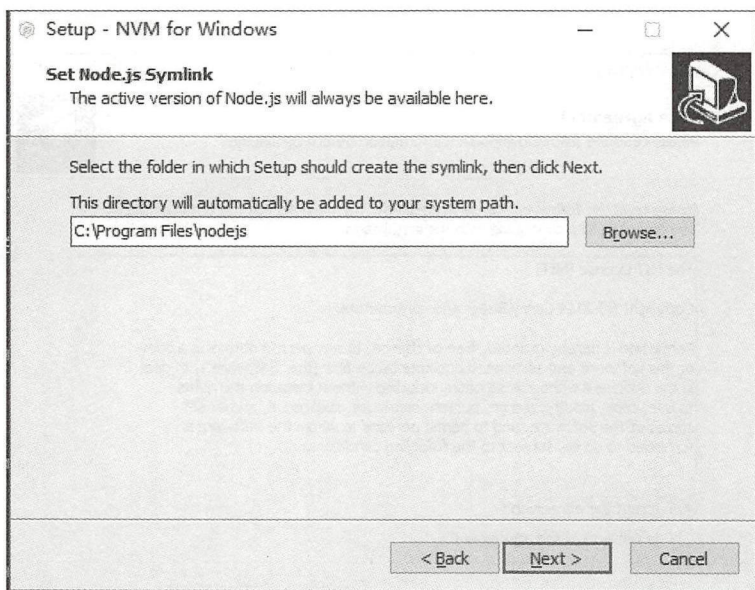 Setup - NVM for Windows
Set Node.js Symlink
The active version of Node.js will always be available here.
Select the folder in which Setup should create the symlink, then click Next.
This directory will automatically be added to your system path.
C:\Program Files\nodejs
Browse...
< Back
Next >
Cancel